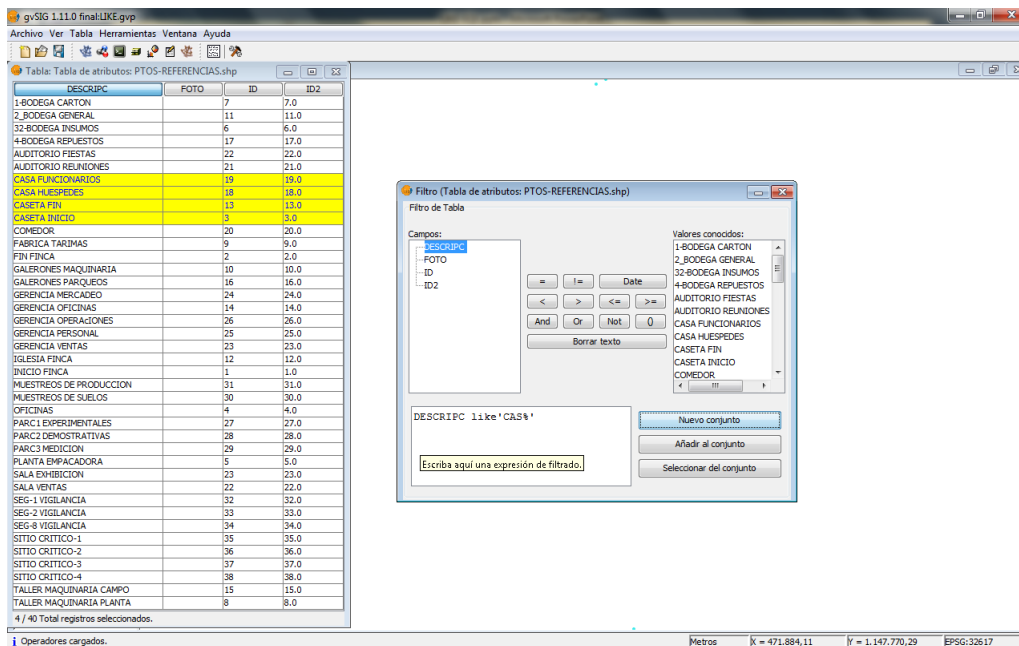 gvSIG 1.11.0 final:LIKE.gvp
Archivo Ver Tabla Herramientas Ventana Ayuda
Tabla: Tabla de atributos: PTOS-REFERENCIAS.shp
DESCRIPC FOTO ID ID2
1-BODEGA CARTON 7 7.0
2_BODEGA GENERAL 11 11.0
32-BODEGA INSUMOS 6 6.0
4-BODEGA REPUESTOS 17 17.0
AUDITORIO FIESTAS 22 22.0
AUDITORIO REUNIONES 21 21.0
CASA FUNCIONARIOS 19 19.0
CASA HUESPEDES 18 18.0
CASETA FIN 13 13.0
CASETA INICIO 3 3.0
COMEDOR 20 20.0
FABRICA TARIMAS 9 9.0
FIN FINCA 2 2.0
GALERONES MAQUINARIA 10 10.0
GALERONES PARQUEOS 16 16.0
GERENCIA MERCADEO 24 24.0
GERENCIA OFICINAS 14 14.0
GERENCIA OPERAcIONES 26 26.0
GERENCIA PERSONAL 25 25.0
GERENCIA VENTAS 23 23.0
IGLESIA FINCA 12 12.0
INICIO FINCA 1 1.0
MUESTREOS DE PRODUCCION 31 31.0
MUESTREOS DE SUELOS 30 30.0
OFICINAS 4 4.0
PARC1 EXPERIMENTALES 27 27.0
PARC2 DEMOSTRATIVAS 28 28.0
PARC3 MEDICION 29 29.0
PLANTA EMPACADORA 5 5.0
SALA EXHIBICION 23 23.0
SALA VENTAS 22 22.0
SEG-1 VIGILANCIA 32 32.0
SEG-2 VIGILANCIA 33 33.0
SEG-8 VIGILANCIA 34 34.0
SITIO CRITICO-1 35 35.0
SITIO CRITICO-2 36 36.0
SITIO CRITICO-3 37 37.0
SITIO CRITICO-4 38 38.0
TALLER MAQUINARIA CAMPO 15 15.0
TALLER MAQUINARIA PLANTA 8 8.0
4 / 40 Total registros seleccionados.
Filtro (Tabla de atributos: PTOS-REFERENCIAS.shp)
Filtro de Tabla
Campos:
DESCRIPC
FOTO
ID
ID2
= != Date
< > <= >=
And Or Not ()
Borrar texto
Valores conocidos:
1-BODEGA CARTON
2_BODEGA GENERAL
32-BODEGA INSUMOS
4-BODEGA REPUESTOS
AUDITORIO FIESTAS
AUDITORIO REUNIONES
CASA FUNCIONARIOS
CASA HUESPEDES
CASETA FIN
CASETA INICIO
COMEDOR
DESCRIPC like'CAS%'
Escriba aquí una expresión de filtrado.
Nuevo conjunto
Añadir al conjunto
Seleccionar del conjunto
Operadores cargados.
Metros X = 471.884,11 Y = 1.147.770,29 EPSG:32617